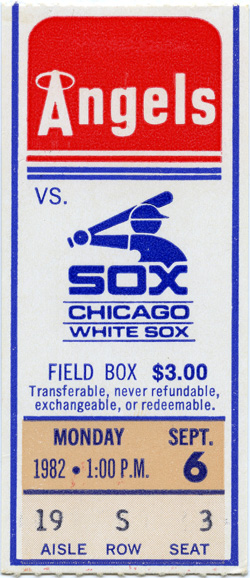 Angels
VS.
SOX
CHICAGO
WHITE SOX
FIELD BOX $3.00
Transferable, never refundable,
exchangeable, or redeemable.
MONDAY SEPT.
1982 • 1:00 P.M. 6
19 S 3
AISLE ROW SEAT